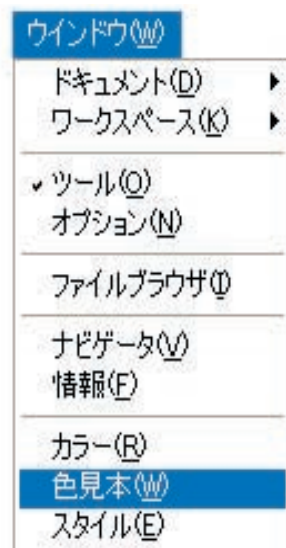 ウインドウ(W)
ドキュメント(D)
ワークスペース(K)
ツール(O)
オプション(N)
ファイルブラウザ(I)
ナビゲータ(V)
情報(F)
カラー(R)
色見本(W)
スタイル(E)